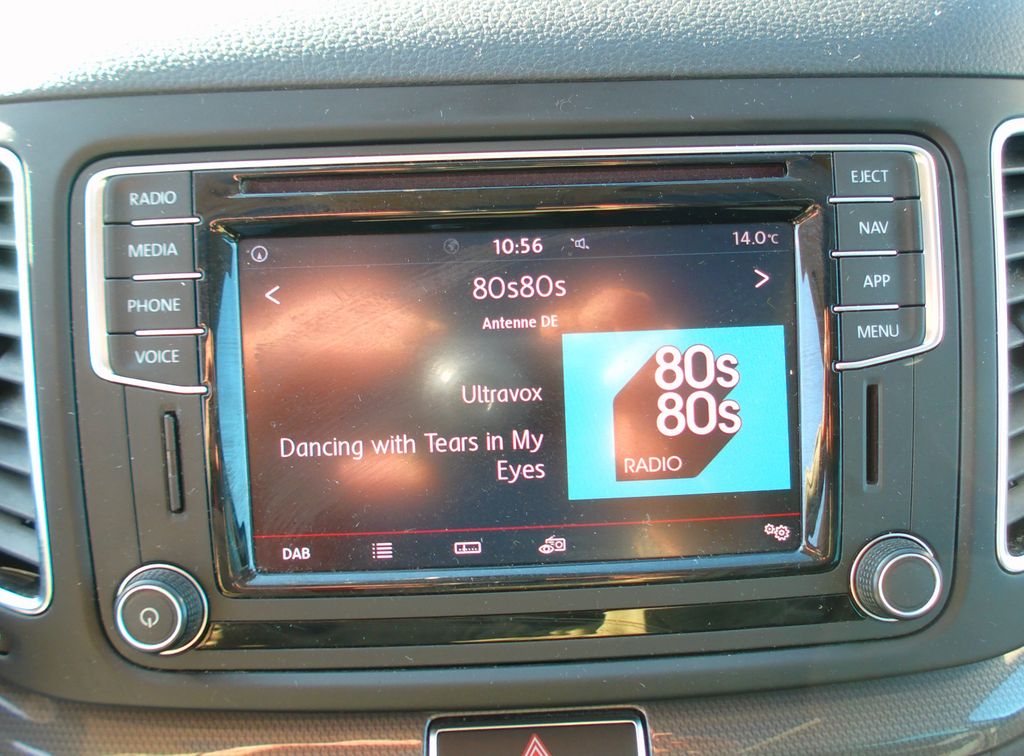 RADIO
MEDIA
PHONE
VOICE
EJECT
NAV
APP
MENU
10:56
14.0°C
< 80s80s >
Antenne DE
Ultravox
Dancing with Tears in My
Eyes
80s
80s
RADIO
DAB